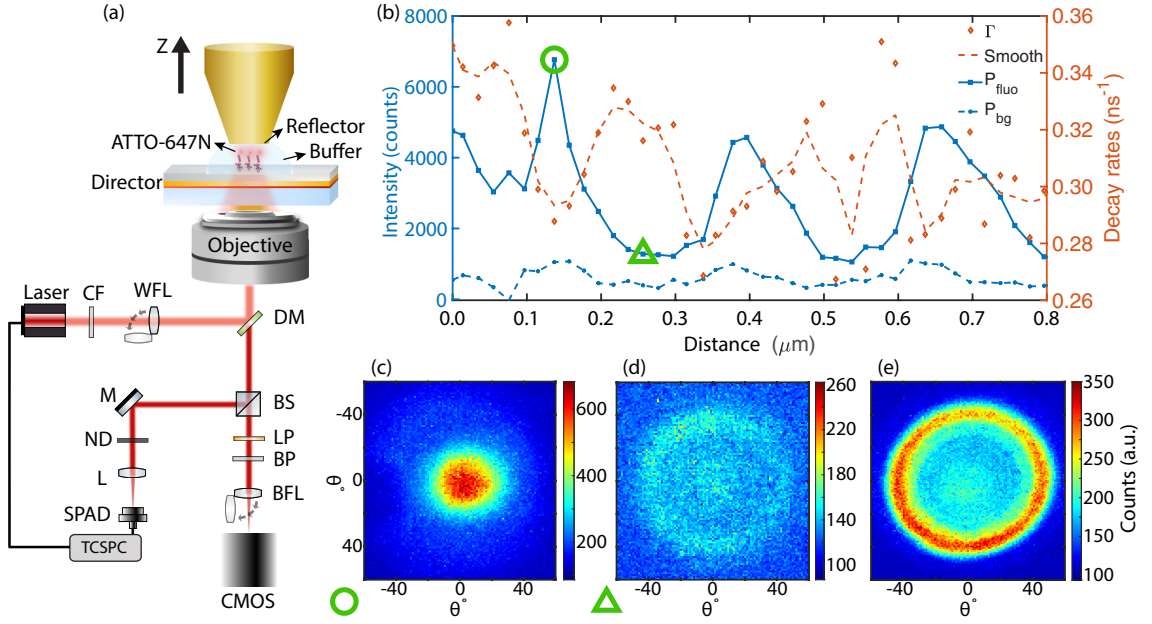 (a)
Z
ATTO-647N
Reflector
Buffer
Director
Objective
Laser
CF
WFL
DM
M
BS
ND
LP
BP
L
BFL
SPAD
TCSPC
CMOS
(b)
8000
6000
4000
2000
0
Intensity (counts)
0.36
0.34
0.32
0.30
0.28
0.26
Decay rates (ns⁻¹)
Γ
Smooth
P_fluo
P_bg
0.0 0.1 0.2 0.3 0.4 0.5 0.6 0.7 0.8
Distance (μm)
(c)
-40
0
40
θ°
-40 0 40
θ°
600
400
200
(d)
-40 0 40
θ°
260
220
180
140
100
(e)
-40 0 40
θ°
350
300
250
200
150
100
Counts (a.u.)